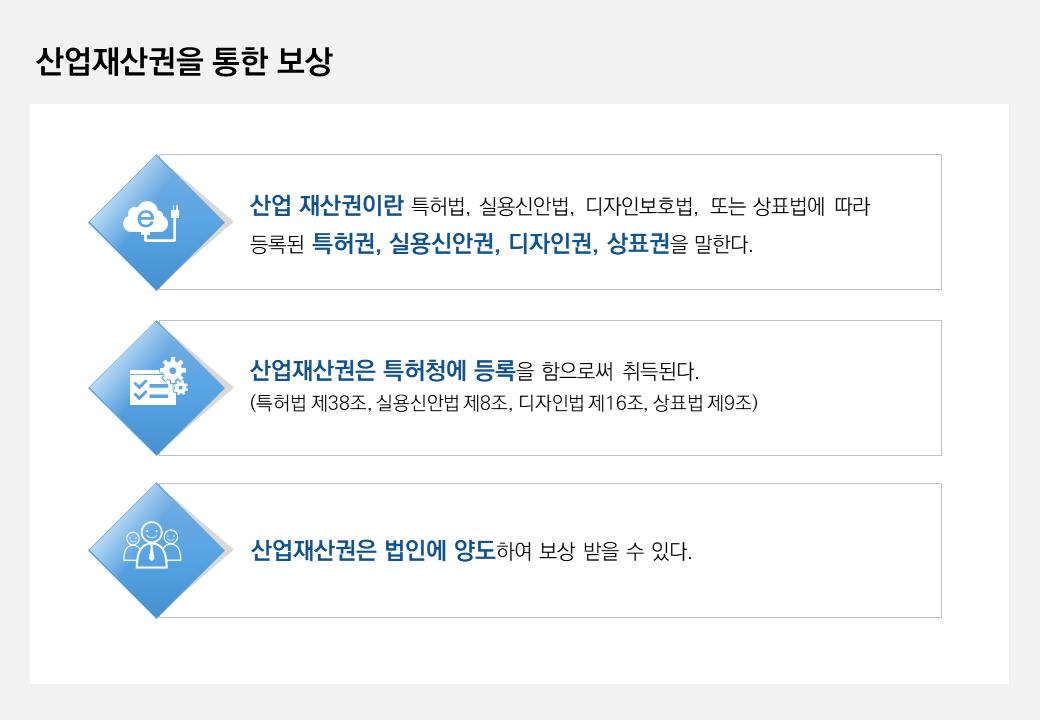 산업재산권을 통한 보상
산업 재산권이란 특허법, 실용신안법, 디자인보호법, 또는 상표법에 따라
등록된 특허권, 실용신안권, 디자인권, 상표권을 말한다.
산업재산권은 특허청에 등록을 함으로써 취득된다.
(특허법 제38조, 실용신안법 제8조, 디자인법 제16조, 상표법 제9조)
산업재산권은 법인에 양도하여 보상 받을 수 있다.